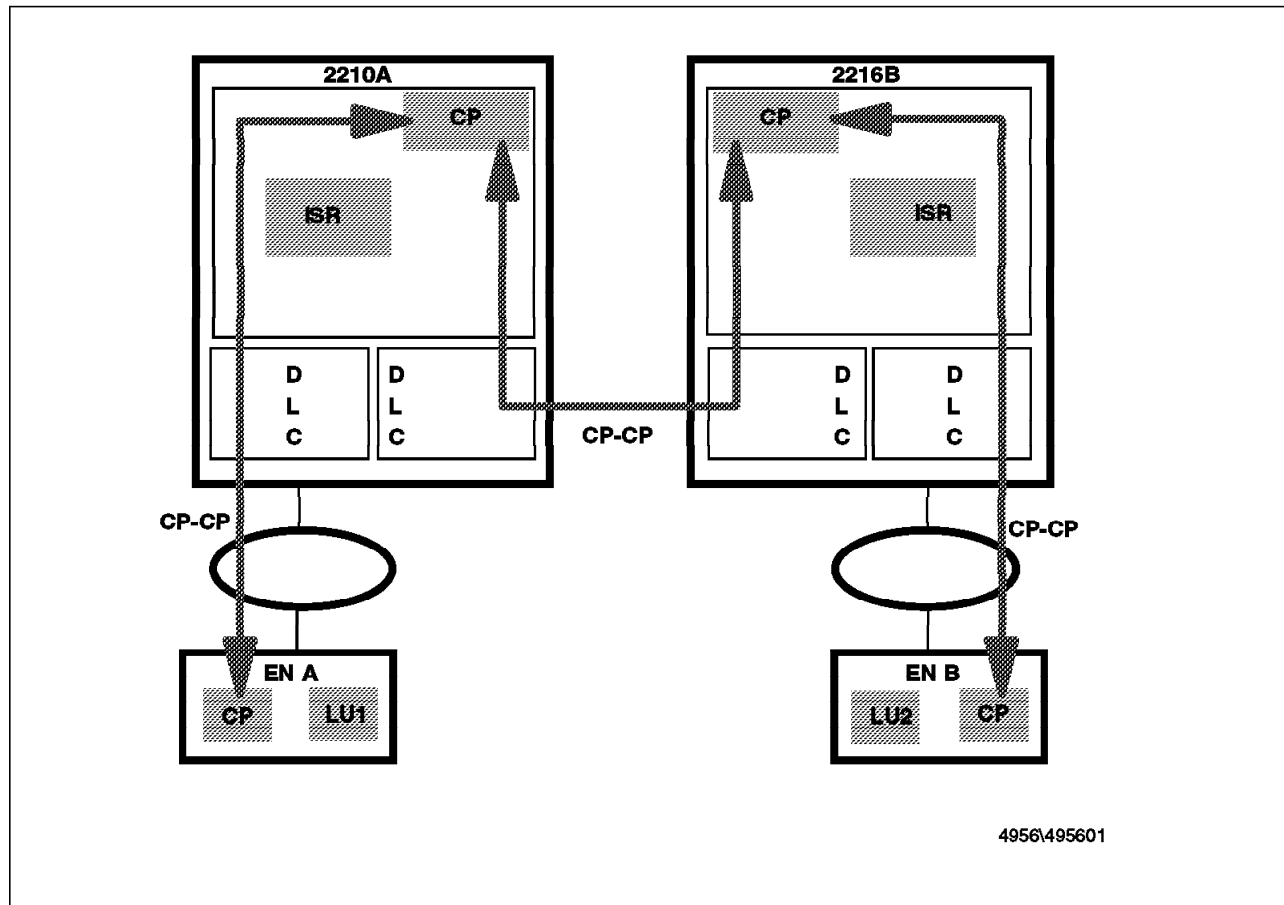 2210A
2216B
CP
CP
ISR
ISR
D
L
C
D
L
C
D
L
C
D
L
C
CP-CP
CP-CP
CP-CP
EN A
EN B
CP
LU1
LU2
CP
4956\495601